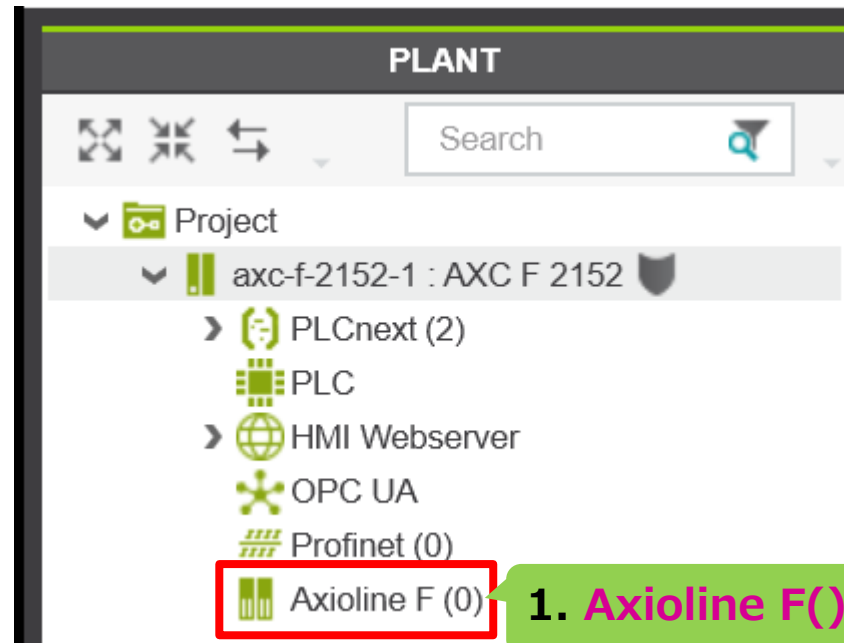 PLANT
Search
Project
axc-f-2152-1 : AXC F 2152
PLCnext (2)
PLC
HMI Webserver
OPC UA
Profinet (0)
Axioline F (0)
1. Axioline F()